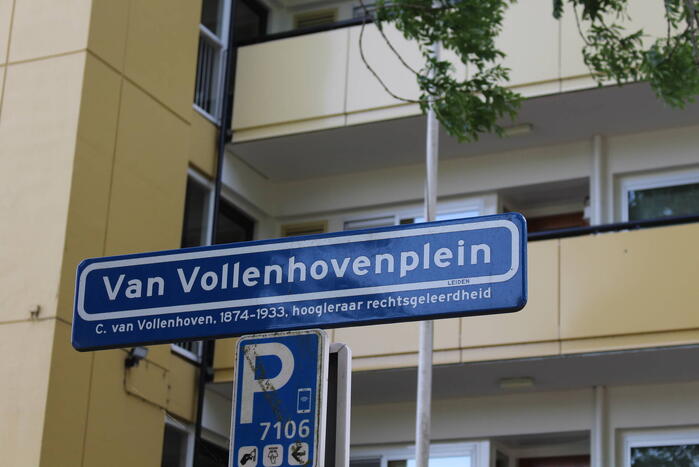 Van Vollenhovenplein
LEIDEN
C. van Vollenhoven, 1874-1933, hoogleraar rechtsgeleerdheid
P
7106